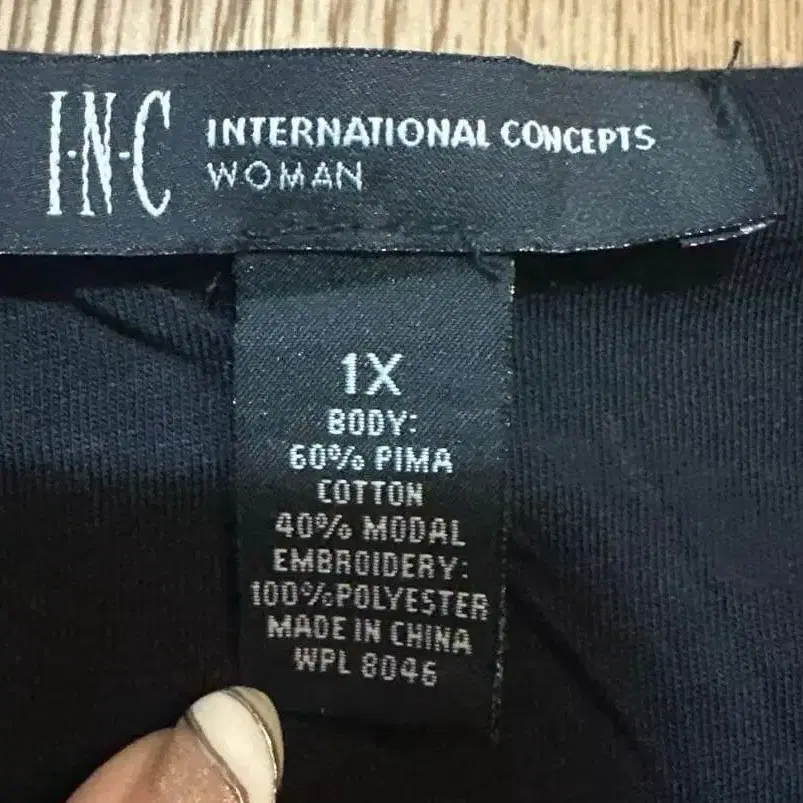 I·N·C INTERNATIONAL CONCEPTS
WOMAN
1X
BODY:
60% PIMA
COTTON
40% MODAL
EMBROIDERY:
100%POLYESTER
MADE IN CHINA
WPL 8046